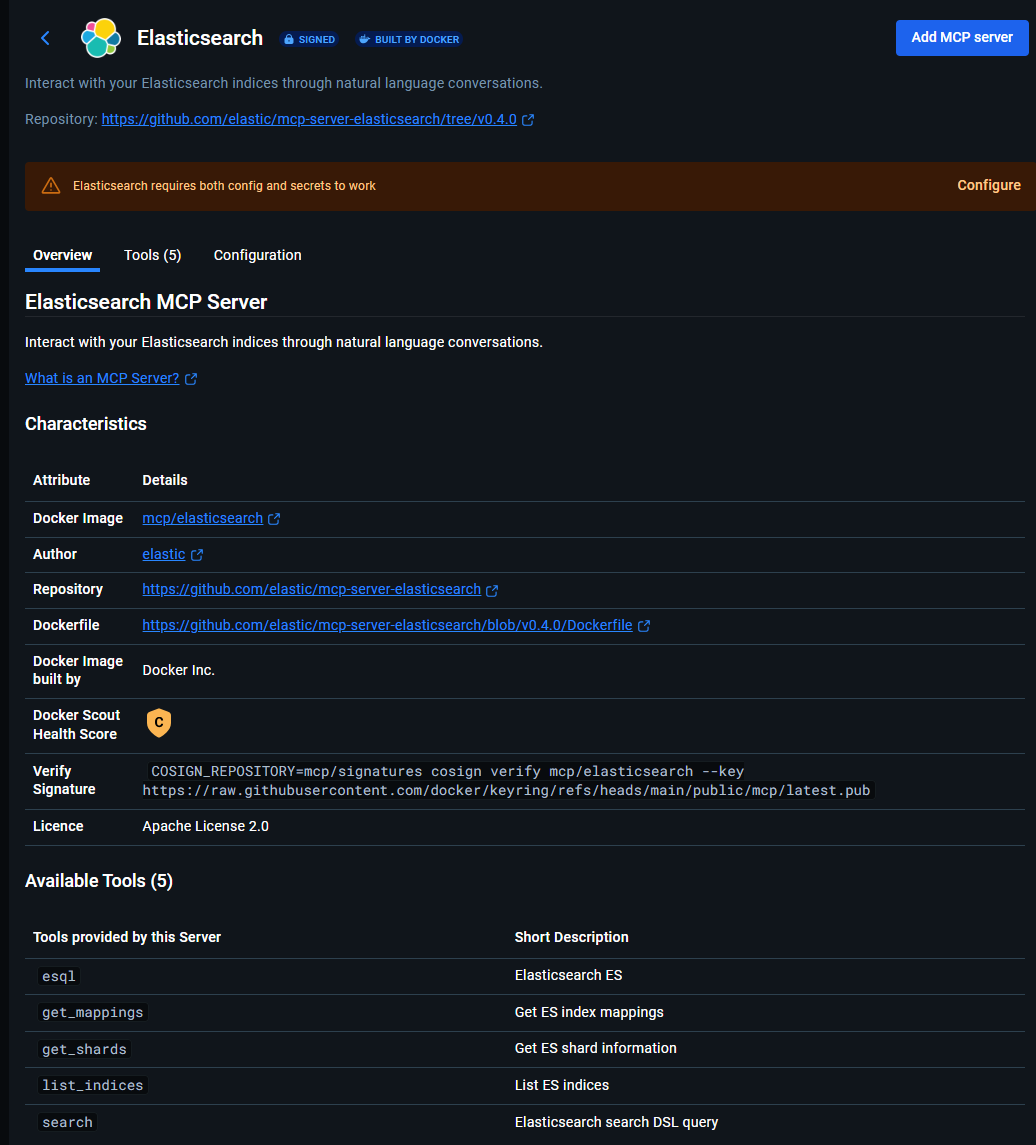 Elasticsearch SIGNED BUILT BY DOCKER Add MCP server
Interact with your Elasticsearch indices through natural language conversations.
Repository: https://github.com/elastic/mcp-server-elasticsearch/tree/v0.4.0
Elasticsearch requires both config and secrets to work Configure
Overview Tools (5) Configuration
Elasticsearch MCP Server
Interact with your Elasticsearch indices through natural language conversations.
What is an MCP Server?
Characteristics
Attribute Details
Docker Image mcp/elasticsearch
Author elastic
Repository https://github.com/elastic/mcp-server-elasticsearch
Dockerfile https://github.com/elastic/mcp-server-elasticsearch/blob/v0.4.0/Dockerfile
Docker Image
built by Docker Inc.
Docker Scout
Health Score C
Verify
Signature COSIGN_REPOSITORY=mcp/signatures cosign verify mcp/elasticsearch --key
https://raw.githubusercontent.com/docker/keyring/refs/heads/main/public/mcp/latest.pub
Licence Apache License 2.0
Available Tools (5)
Tools provided by this Server Short Description
esql Elasticsearch ES
get_mappings Get ES index mappings
get_shards Get ES shard information
list_indices List ES indices
search Elasticsearch search DSL query